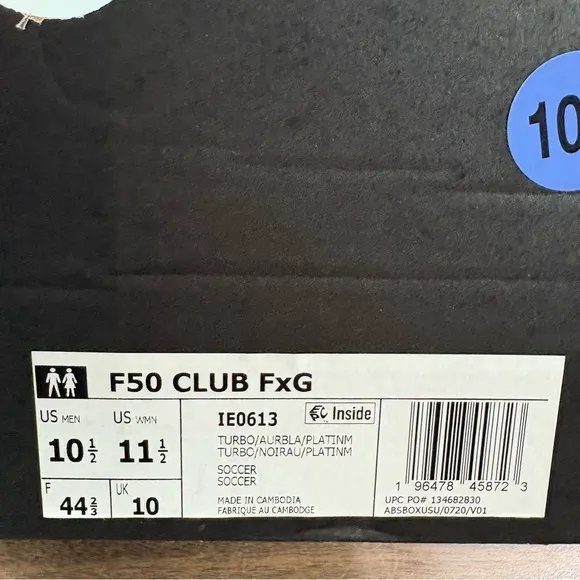 10
F50 CLUB FxG
US MEN
10 1/2
US WMN
11 1/2
F
44 2/3
UK
10
IE0613
Inside
TURBO/AURBLA/PLATINM
TURBO/NOIRAU/PLATINM
SOCCER
SOCCER
MADE IN CAMBODIA
FABRIQUÉ AU CAMBODGE
1 96478 45872 3
UPC PO# 134682830
ABSBOXUSU/0720/V01